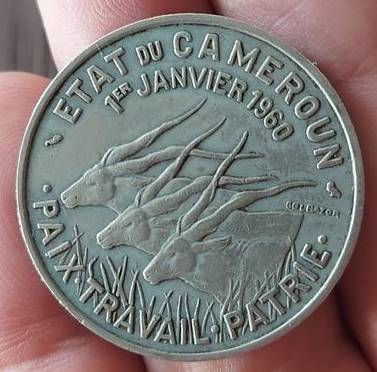 ETAT DU CAMEROUN
1ER JANVIER 1960
PAIX·TRAVAIL·PATRIE